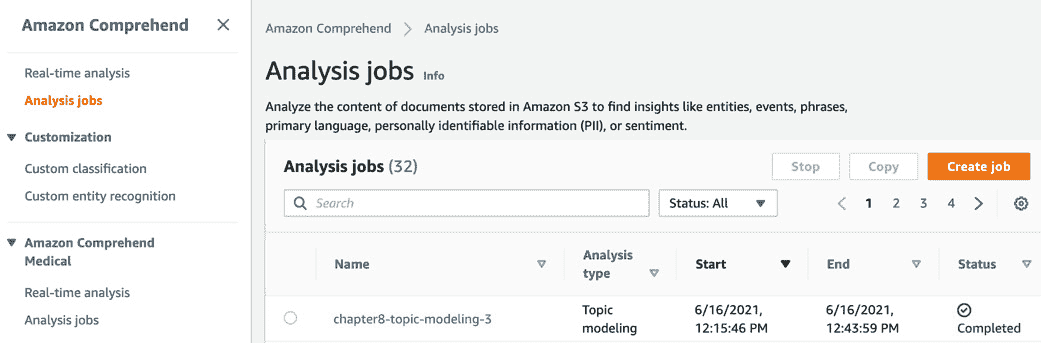 Amazon Comprehend
Real-time analysis
Analysis jobs
Customization
Custom classification
Custom entity recognition
Amazon Comprehend
Medical
Real-time analysis
Analysis jobs
Amazon Comprehend > Analysis jobs
Analysis jobs Info
Analyze the content of documents stored in Amazon S3 to find insights like entities, events, phrases,
primary language, personally identifiable information (PII), or sentiment.
Analysis jobs (32) Stop Copy Create job
Search Status: All < 1 2 3 4 >
Name Analysis type Start End Status
chapter8-topic-modeling-3 Topic modeling 6/16/2021, 12:15:46 PM 6/16/2021, 12:43:59 PM Completed